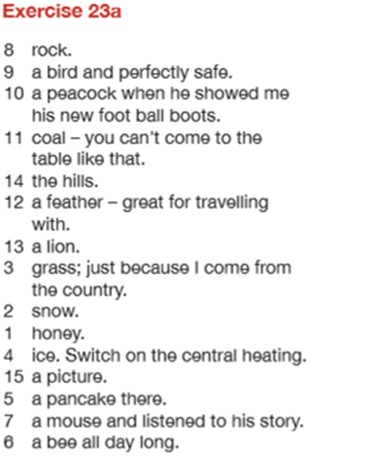 Exercise 23a
8 rock.
9 a bird and perfectly safe.
10 a peacock when he showed me
his new foot ball boots.
11 coal – you can't come to the
table like that.
14 the hills.
12 a feather – great for travelling
with.
13 a lion.
3 grass; just because I come from
the country.
2 snow.
1 honey.
4 ice. Switch on the central heating.
15 a picture.
5 a pancake there.
7 a mouse and listened to his story.
6 a bee all day long.